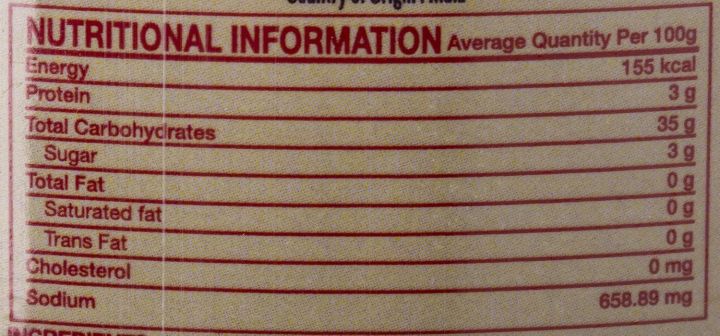 NUTRITIONAL INFORMATION Average Quantity Per 100g
Energy 155 kcal
Protein 3 g
Total Carbohydrates 35 g
Sugar 3 g
Total Fat 0 g
Saturated fat 0 g
Trans Fat 0 g
Cholesterol 0 mg
Sodium 658.89 mg